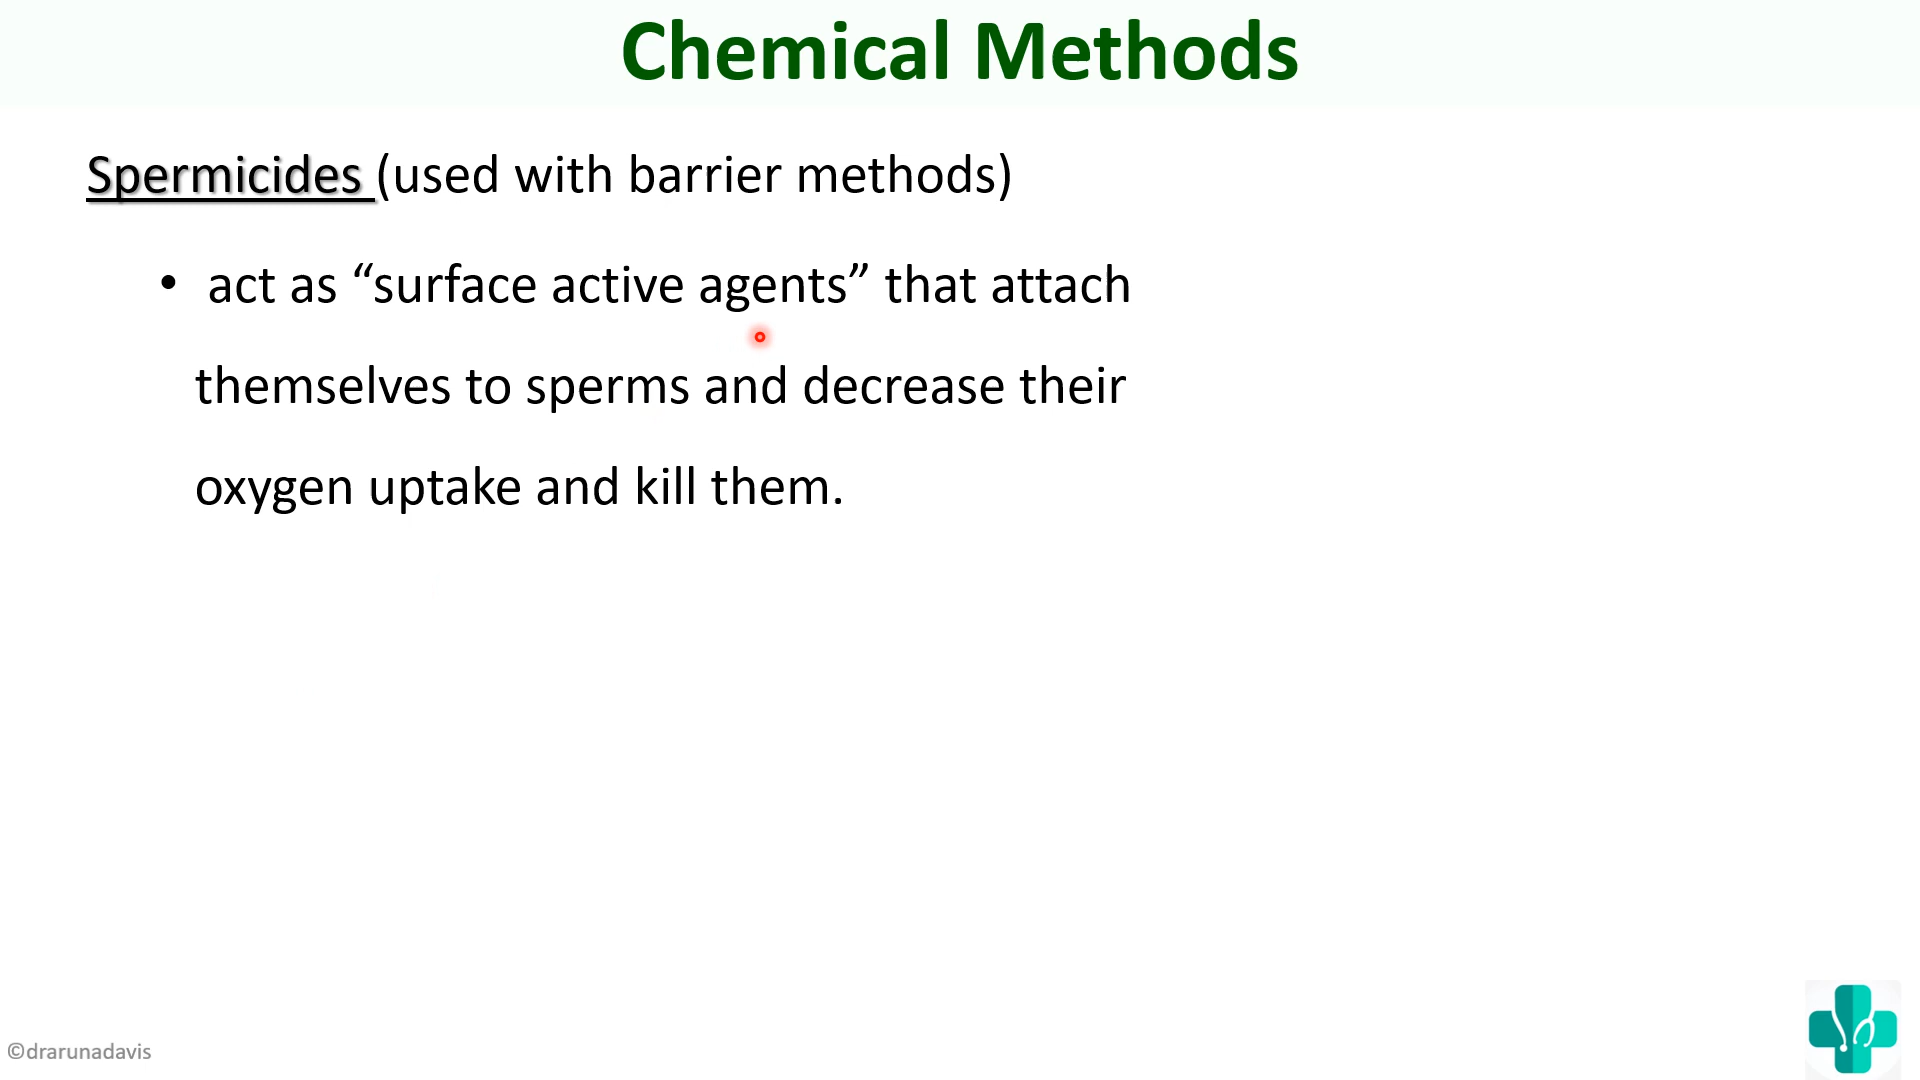 Chemical Methods
Spermicides (used with barrier methods)
• act as “surface active agents” that attach
themselves to sperms and decrease their
oxygen uptake and kill them.
©drarunadavis